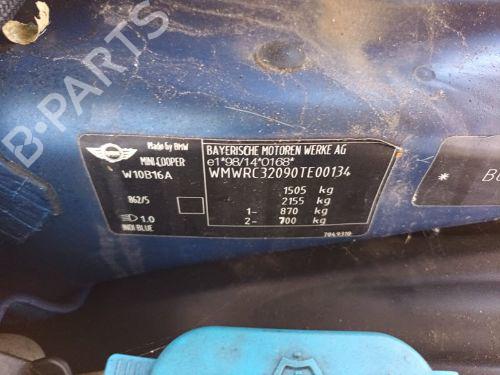 B-PARTS
Made by BMW
MINI COOPER
W10B16A
862/5
1.0
INDI BLUE
BAYERISCHE MOTOREN WERKE AG
e1*98/14*0168*
WMWRC32090TE00134
1505 kg
2155 kg
1- 870 kg
2- 700 kg
7049310
*